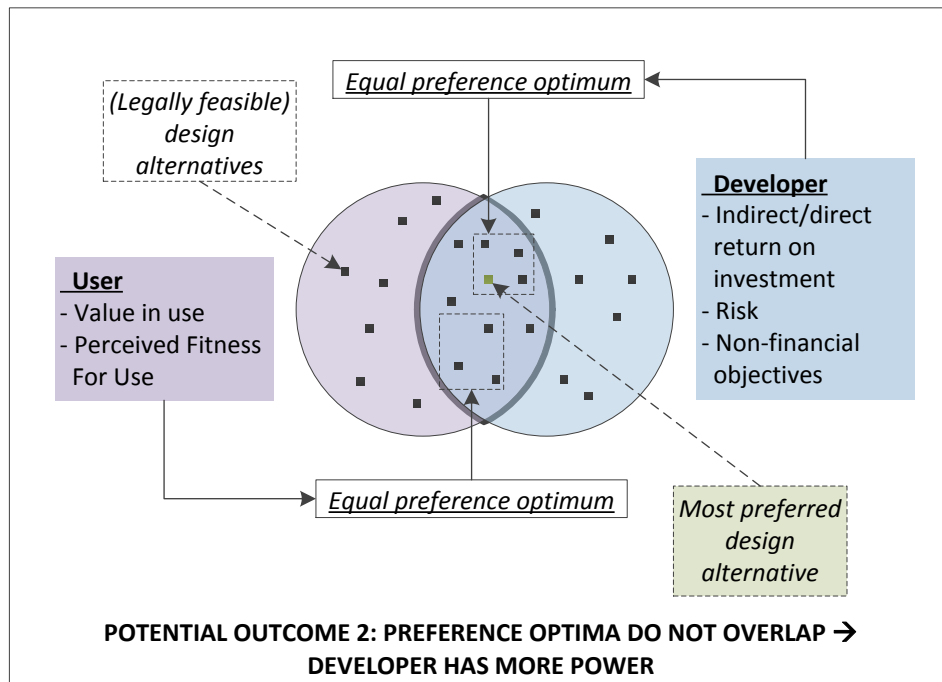 Equal preference optimum
(Legally feasible)
design
alternatives
Developer
- Indirect/direct
return on
investment
- Risk
- Non-financial
objectives
User
- Value in use
- Perceived Fitness
For Use
Equal preference optimum
Most preferred
design
alternative
POTENTIAL OUTCOME 2: PREFERENCE OPTIMA DO NOT OVERLAP →
DEVELOPER HAS MORE POWER